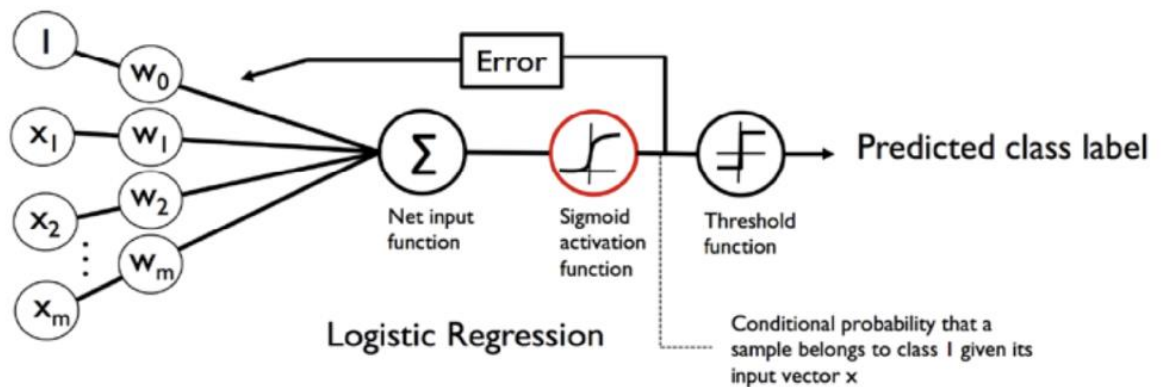 1
w0
Error
x1
w1
Σ
Predicted class label
x2
w2
Net input
function
Sigmoid
activation
function
Threshold
function
wm
xm
Logistic Regression
Conditional probability that a
sample belongs to class 1 given its
input vector x